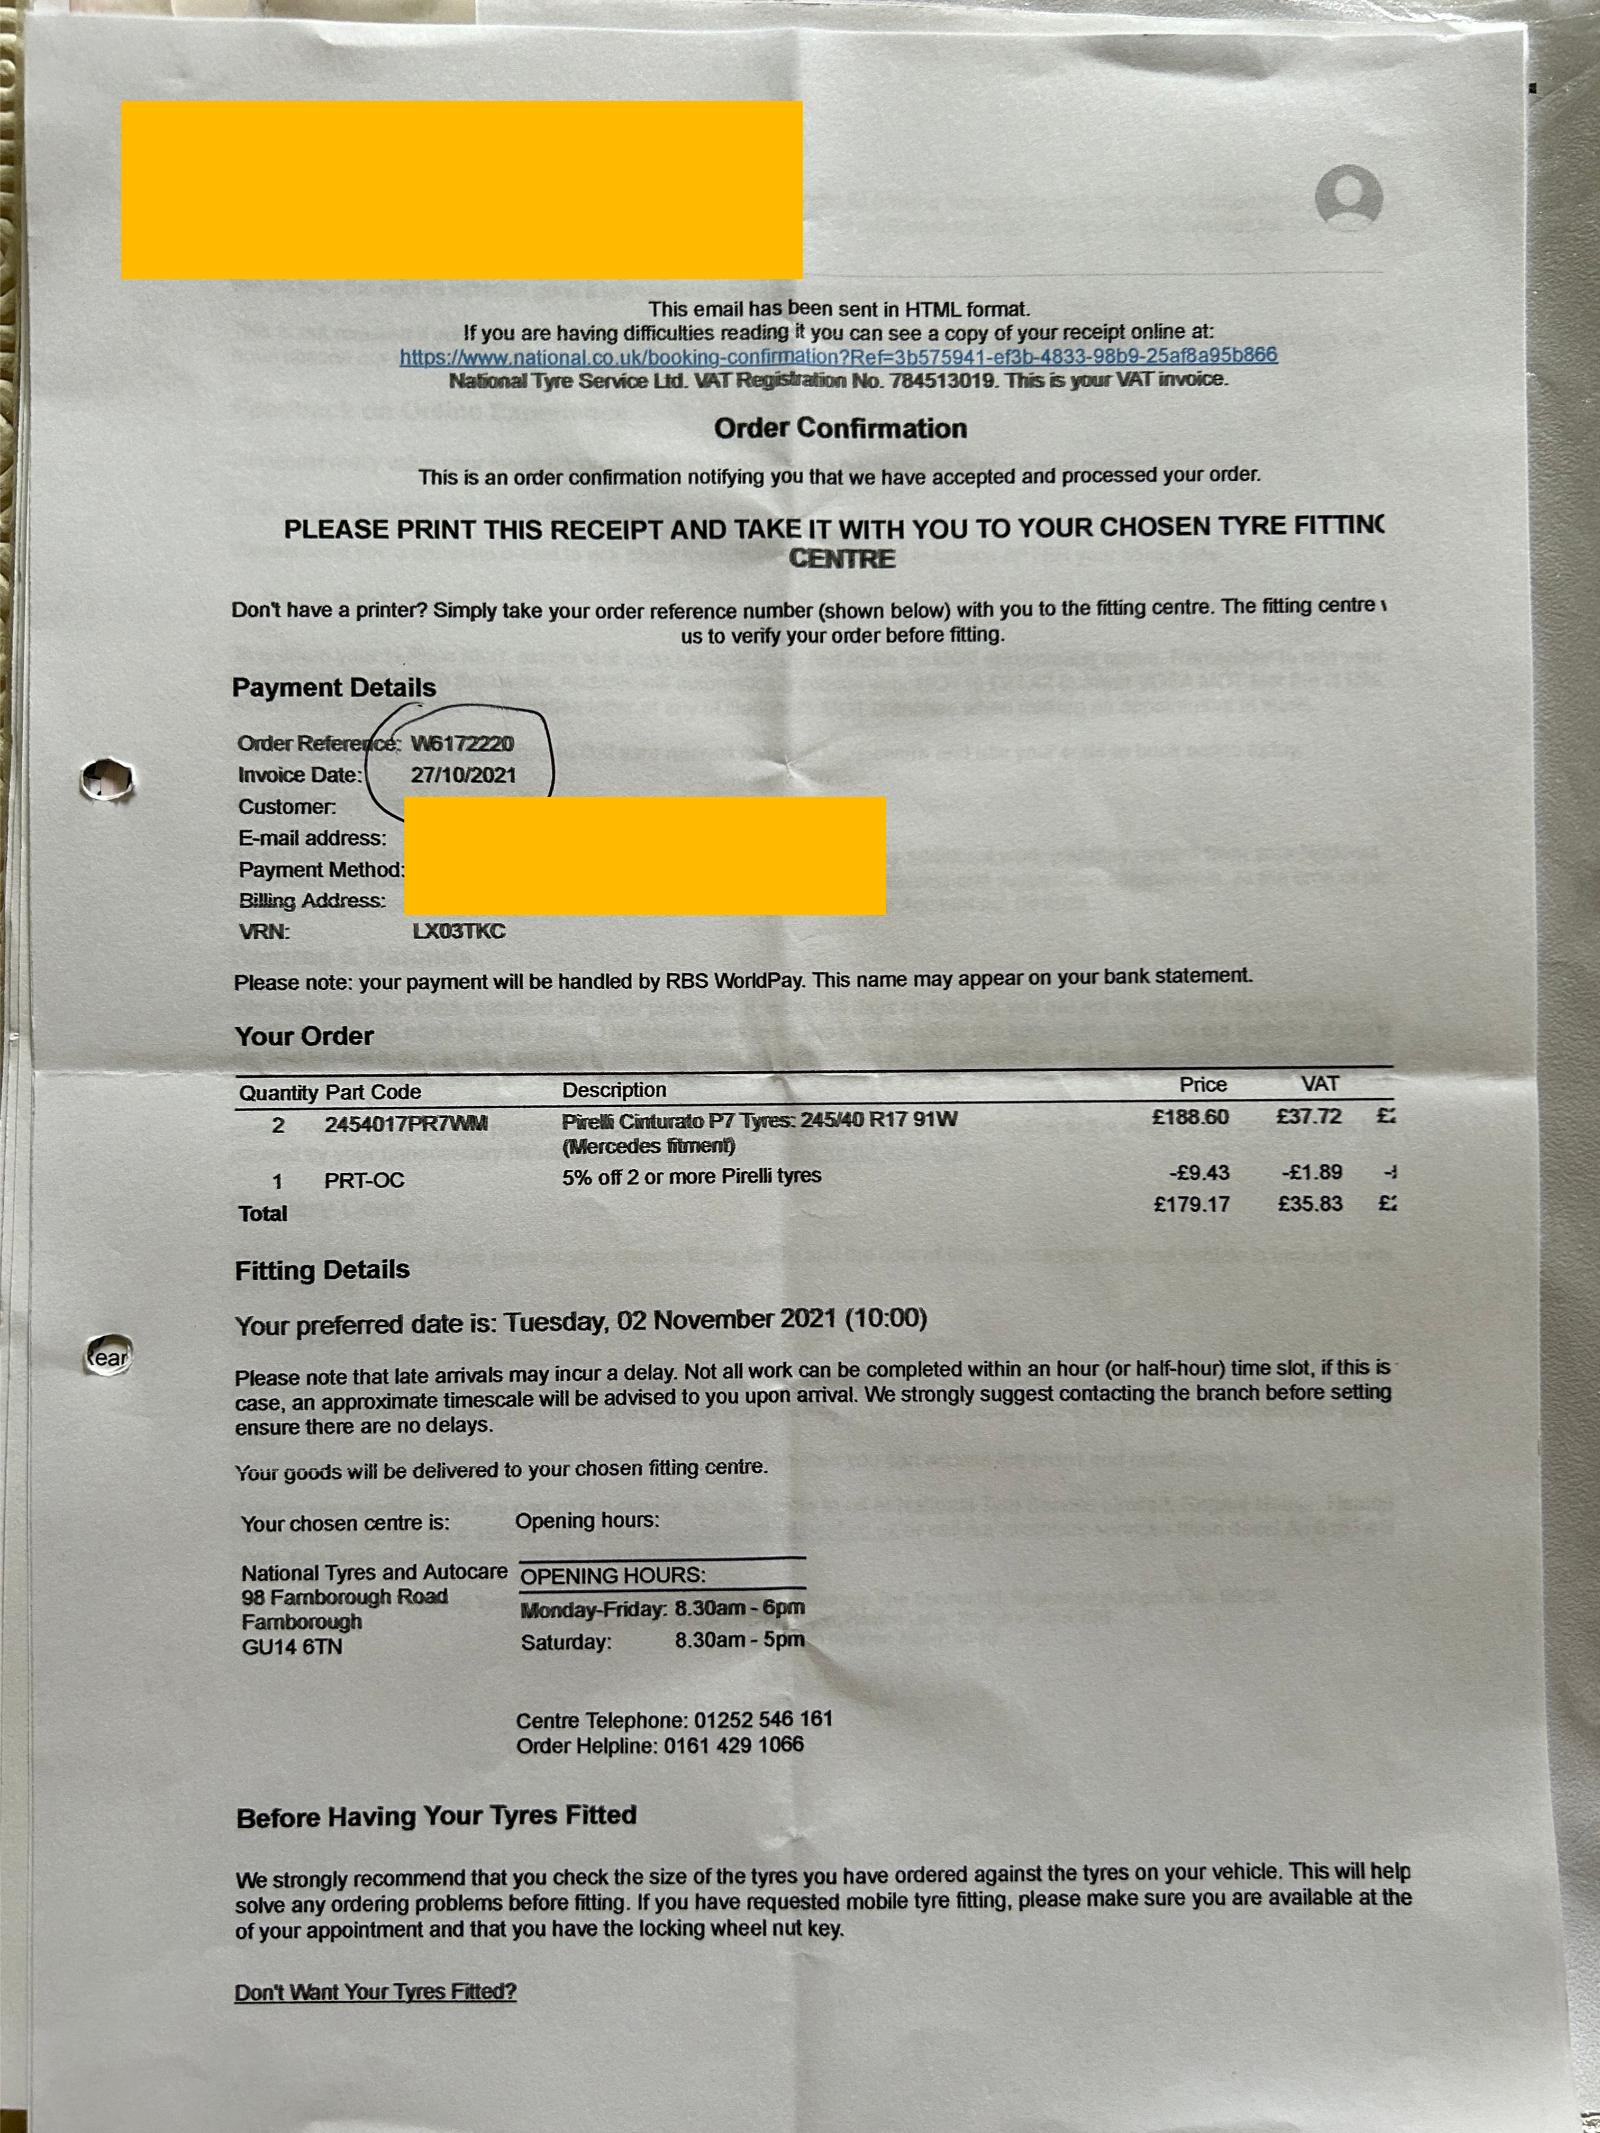 This email has been sent in HTML format.
If you are having difficulties reading it you can see a copy of your receipt online at:
https://www.national.co.uk/booking-confirmation?Ref=3b575941-ef3b-4833-98b9-25af8a95b866
National Tyre Service Ltd. VAT Registration No. 784513019. This is your VAT invoice.
Order Confirmation
This is an order confirmation notifying you that we have accepted and processed your order.
PLEASE PRINT THIS RECEIPT AND TAKE IT WITH YOU TO YOUR CHOSEN TYRE FITTING
CENTRE
Don't have a printer? Simply take your order reference number (shown below) with you to the fitting centre. The fitting centre
us to verify your order before fitting.
Payment Details
Order Reference: W6172220
Invoice Date: 27/10/2021
Customer:
E-mail address:
Payment Method:
Billing Address:
VRN: LX03TKC
Please note: your payment will be handled by RBS WorldPay. This name may appear on your bank statement.
Your Order
Quantity Part Code Description Price VAT
2 2454017PR7WM Pirelli Cinturato P7 Tyres: 245/40 R17 91W £188.60 £37.72 £
(Mercedes fitment)
1 PRT-OC 5% off 2 or more Pirelli tyres -£9.43 -£1.89 -
Total £179.17 £35.83 £
Fitting Details
Your preferred date is: Tuesday, 02 November 2021 (10:00)
ear
Please note that late arrivals may incur a delay. Not all work can be completed within an hour (or half-hour) time slot, if this is
case, an approximate timescale will be advised to you upon arrival. We strongly suggest contacting the branch before setting
ensure there are no delays.
Your goods will be delivered to your chosen fitting centre.
Your chosen centre is: Opening hours:
National Tyres and Autocare OPENING HOURS:
98 Farnborough Road Monday-Friday: 8.30am - 6pm
Farnborough
GU14 6TN Saturday: 8.30am - 5pm
Centre Telephone: 01252 546 161
Order Helpline: 0161 429 1066
Before Having Your Tyres Fitted
We strongly recommend that you check the size of the tyres you have ordered against the tyres on your vehicle. This will help
solve any ordering problems before fitting. If you have requested mobile tyre fitting, please make sure you are available at the
of your appointment and that you have the locking wheel nut key.
Don't Want Your Tyres Fitted?